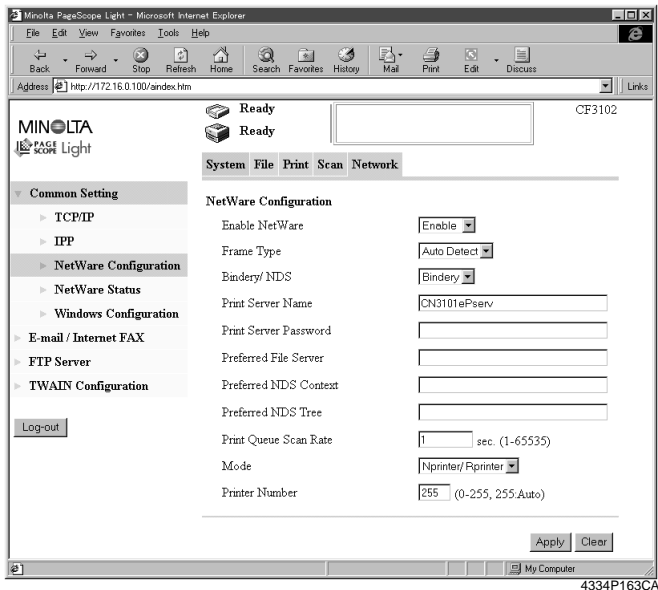 Minolta PageScope Light - Microsoft Internet Explorer
File Edit View Favorites Tools Help
Back Forward Stop Refresh Home Search Favorites History Mail Print Edit Discuss
Address http://172.16.0.100/aindex.htm Links
MINOLTA
PAGE SCOPE Light
Ready
Ready
CF3102
System File Print Scan Network
Common Setting
TCP/IP
IPP
NetWare Configuration
NetWare Status
Windows Configuration
E-mail / Internet FAX
FTP Server
TWAIN Configuration
Log-out
NetWare Configuration
Enable NetWare Enable
Frame Type Auto Detect
Bindery/ NDS Bindery
Print Server Name CN3101ePserv
Print Server Password
Preferred File Server
Preferred NDS Context
Preferred NDS Tree
Print Queue Scan Rate 1 sec. (1-65535)
Mode Nprinter/ Rprinter
Printer Number 255 (0-255, 255:Auto)
Apply Clear
My Computer
4334P163CA